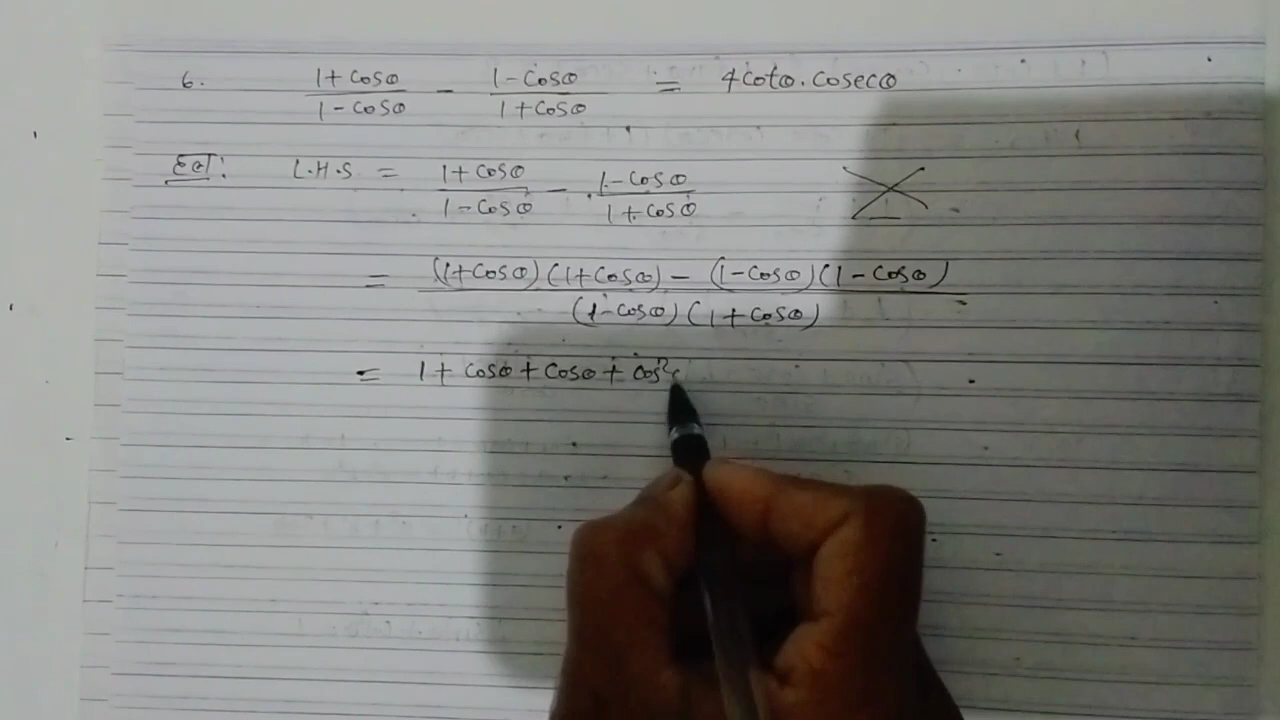 6. (1+cosθ)/(1-cosθ) - (1-cosθ)/(1+cosθ) = 4cotθ.cosecθ
L.H.S = (1+cosθ)/(1-cosθ) - (1-cosθ)/(1+cosθ)
= ((1+cosθ)(1+cosθ) - (1-cosθ)(1-cosθ))/((1-cosθ)(1+cosθ))
= 1+ cosθ + cosθ + cos²